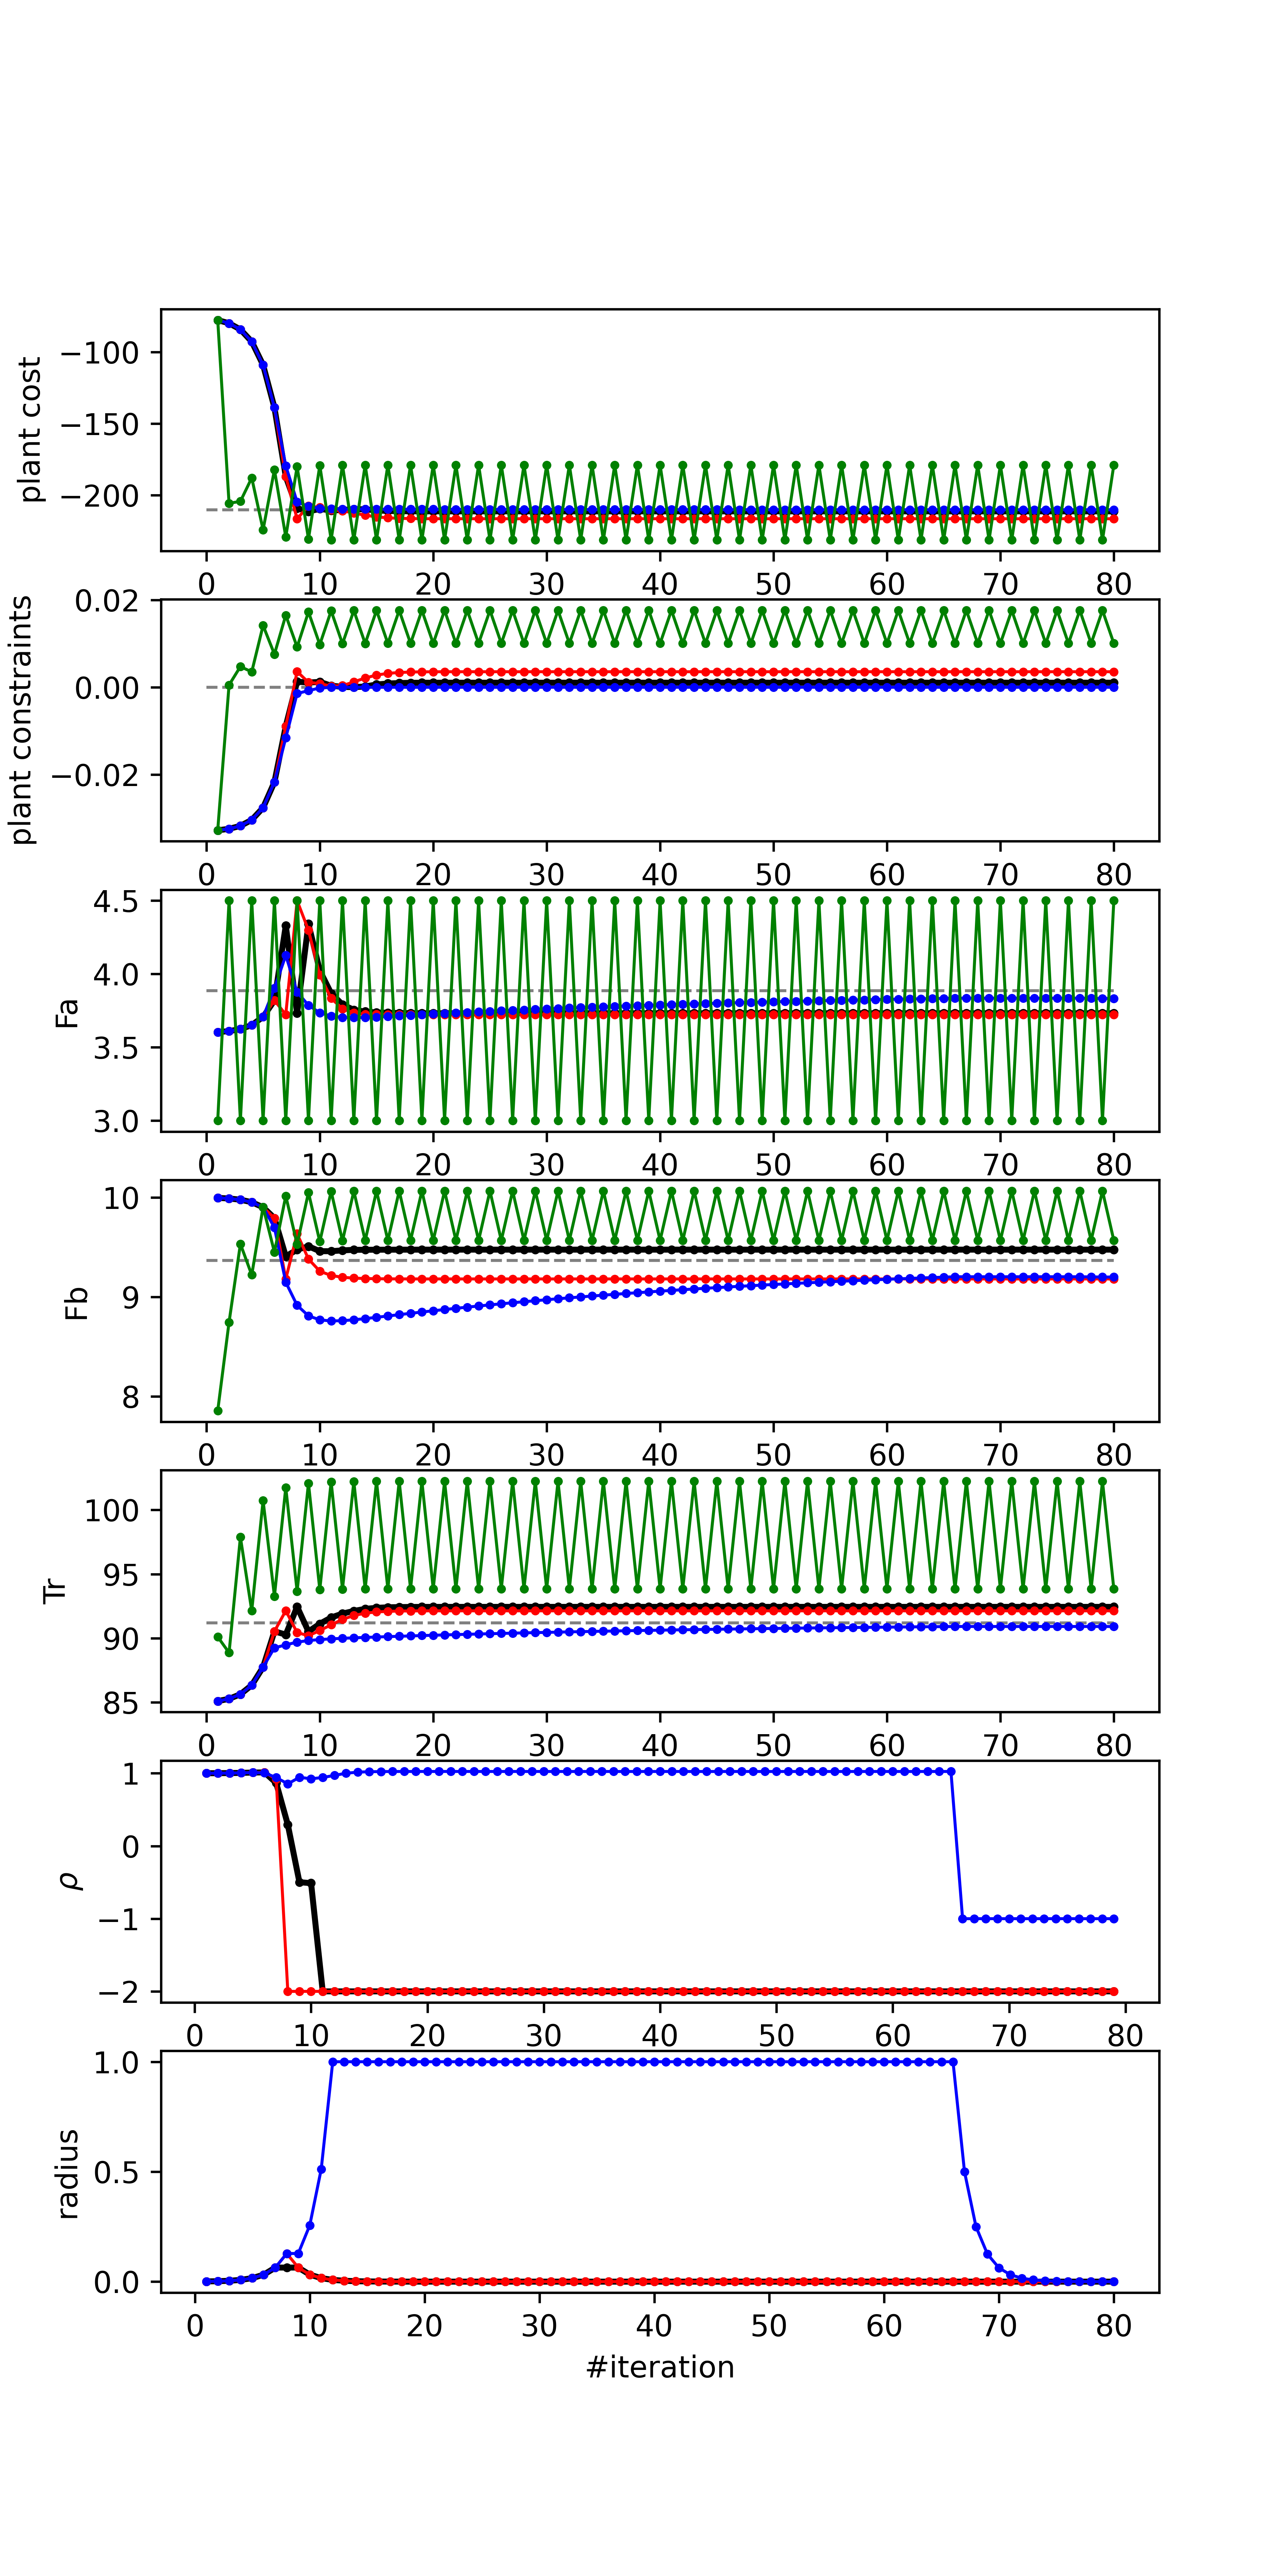 plant cost
−100
−150
−200
0 10 20 30 40 50 60 70 80
plant constraints
0.02
0.00
−0.02
0 10 20 30 40 50 60 70 80
Fa
4.5
4.0
3.5
3.0
0 10 20 30 40 50 60 70 80
Fb
10
9
8
0 10 20 30 40 50 60 70 80
Tr
100
95
90
85
0 10 20 30 40 50 60 70 80
ρ
1
0
−1
−2
0 10 20 30 40 50 60 70 80
radius
1.0
0.5
0.0
0 10 20 30 40 50 60 70 80
#iteration